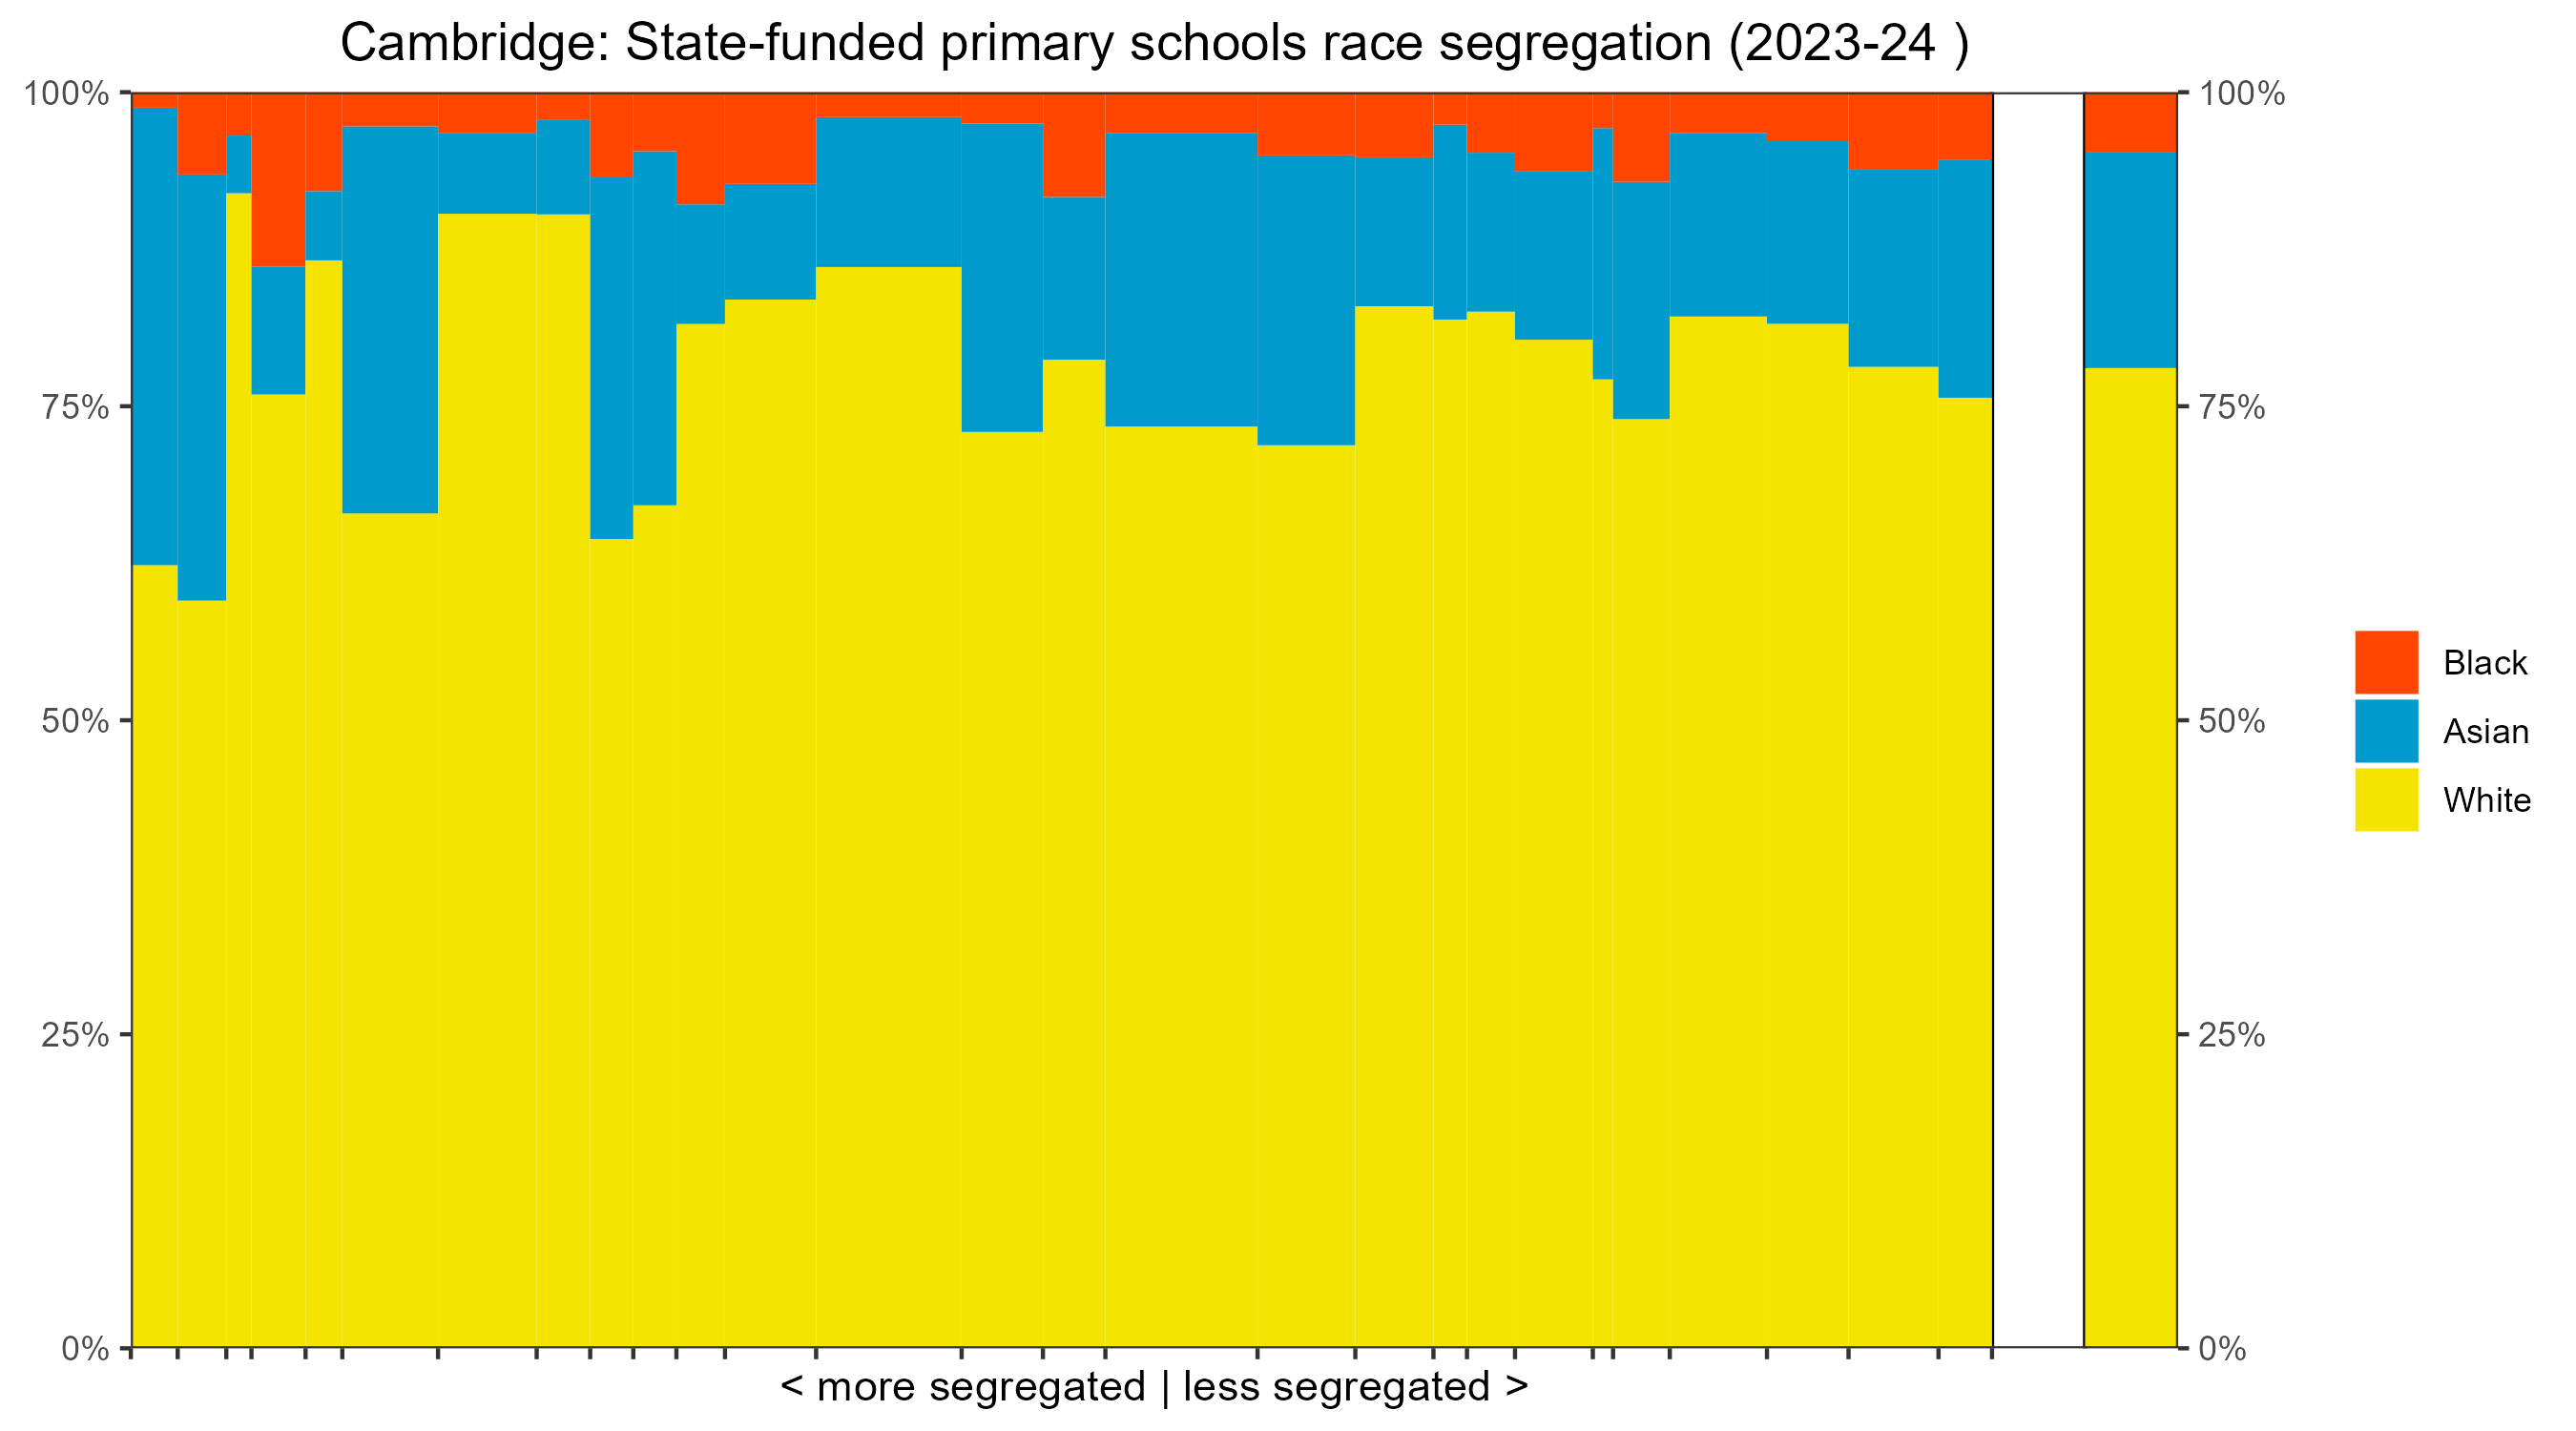 Cambridge: State-funded primary schools race segregation (2023-24 )
100%
75%
50%
25%
0%
100%
75%
50%
25%
0%
Black
Asian
White
< more segregated | less segregated >